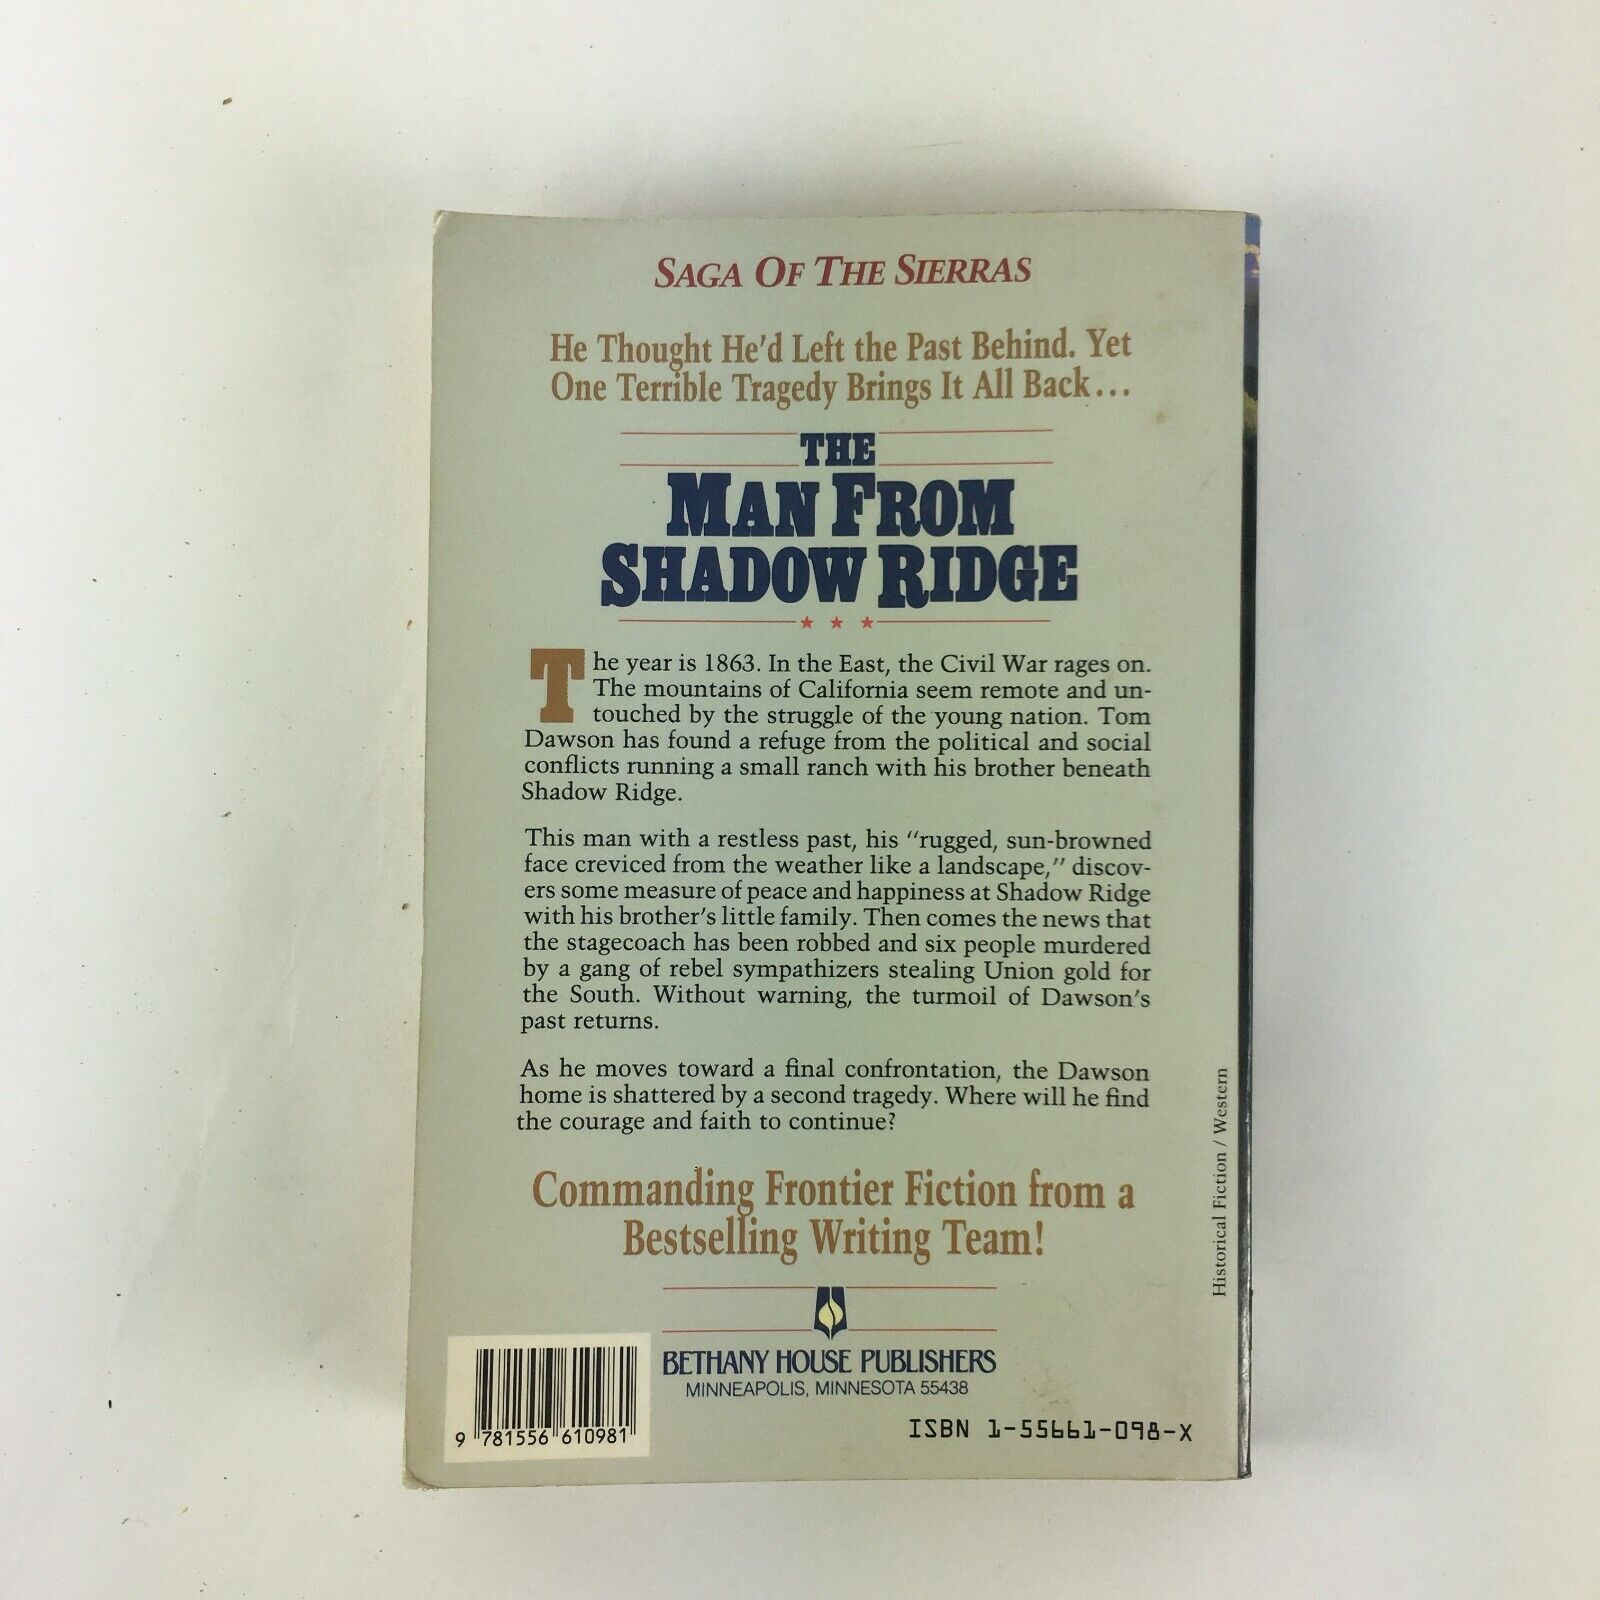 SAGA OF THE SIERRAS
He Thought He'd Left the Past Behind. Yet
One Terrible Tragedy Brings It All Back...
THE
MAN FROM
SHADOW RIDGE
The year is 1863. In the East, the Civil War rages on.
The mountains of California seem remote and un-
touched by the struggle of the young nation. Tom
Dawson has found a refuge from the political and social
conflicts running a small ranch with his brother beneath
Shadow Ridge.
This man with a restless past, his "rugged, sun-browned
face creviced from the weather like a landscape," discov-
ers some measure of peace and happiness at Shadow Ridge
with his brother's little family. Then comes the news that
the stagecoach has been robbed and six people murdered
by a gang of rebel sympathizers stealing Union gold for
the South. Without warning, the turmoil of Dawson's
past returns.
As he moves toward a final confrontation, the Dawson
home is shattered by a second tragedy. Where will he find
the courage and faith to continue?
Commanding Frontier Fiction from a
Bestselling Writing Team!
BETHANY HOUSE PUBLISHERS
MINNEAPOLIS, MINNESOTA 55438
ISBN 1-55661-098-X
9 781556 610981
Historical Fiction / Western